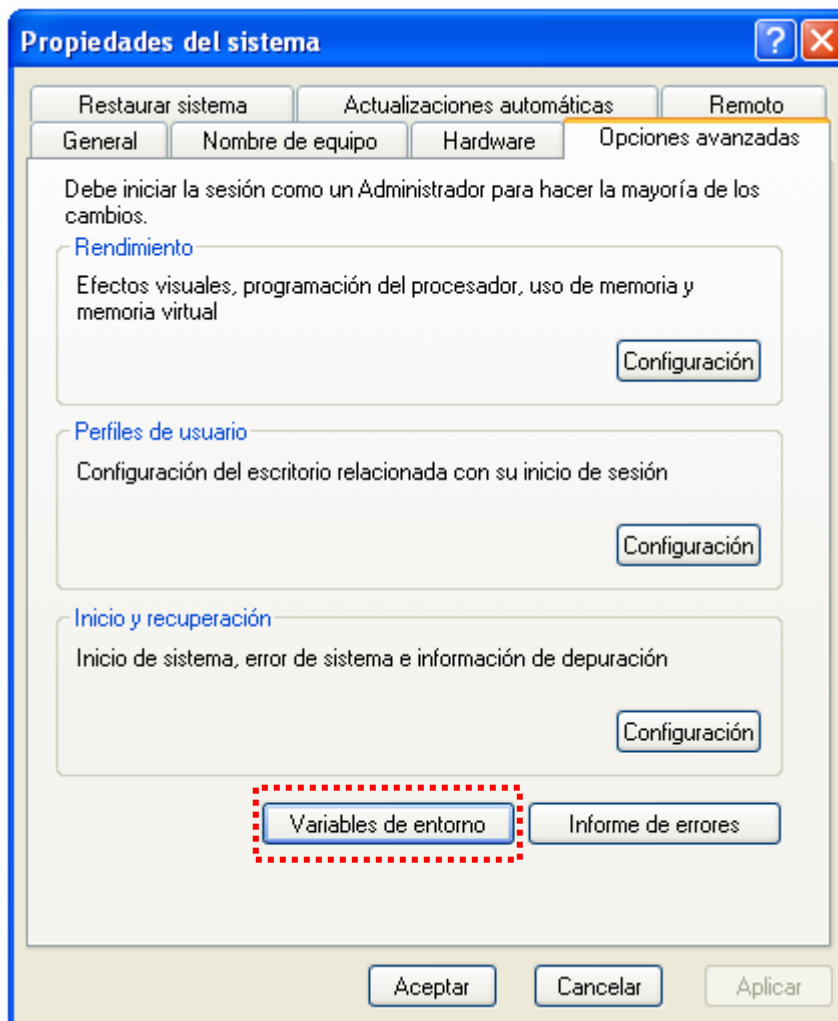 Propiedades del sistema
Restaurar sistema
Actualizaciones automáticas
Remoto
General
Nombre de equipo
Hardware
Opciones avanzadas
Debe iniciar la sesión como un Administrador para hacer la mayoría de los
cambios.
Rendimiento
Efectos visuales, programación del procesador, uso de memoria y
memoria virtual
Configuración
Perfiles de usuario
Configuración del escritorio relacionada con su inicio de sesión
Configuración
Inicio y recuperación
Inicio de sistema, error de sistema e información de depuración
Configuración
Variables de entorno
Informe de errores
Aceptar
Cancelar
Aplicar